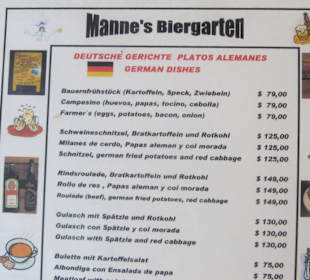 Manne's Biergarten
DEUTSCHE GERICHTE PLATOS ALEMANES
GERMAN DISHES
Bauernfrühstück (Kartoffeln, Speck, Zwiebeln) $ 79,00
Campesino (huevos, papas, tocino, cebolla) $ 79,00
Farmer's (eggs, potatoes, bacon, onion) $ 79,00
Schweineschnitzel, Bratkartoffeln und Rotkohl $ 125,00
Milanes de cerdo, Papas aleman y col morada $ 125,00
Schnitzel, german fried potatoes and red cabbage $ 125,00
Rindsroulade, Bratkartoffeln und Rotkohl $ 149,00
Rollo de res , Papas aleman y col morada $ 149,00
Roulade (beef), german fried potatoes and red cabbage $ 149,00
Gulasch mit Spätzle und Rotkohl $ 130,00
Gulasch con Spätzle y col morada $ 130,00
Gulasch with Spätzle and red cabbage $ 130,00
Bulette mit Kartoffelsalat $ 75,00
Albondiga con Ensalada de papa $ 75,00